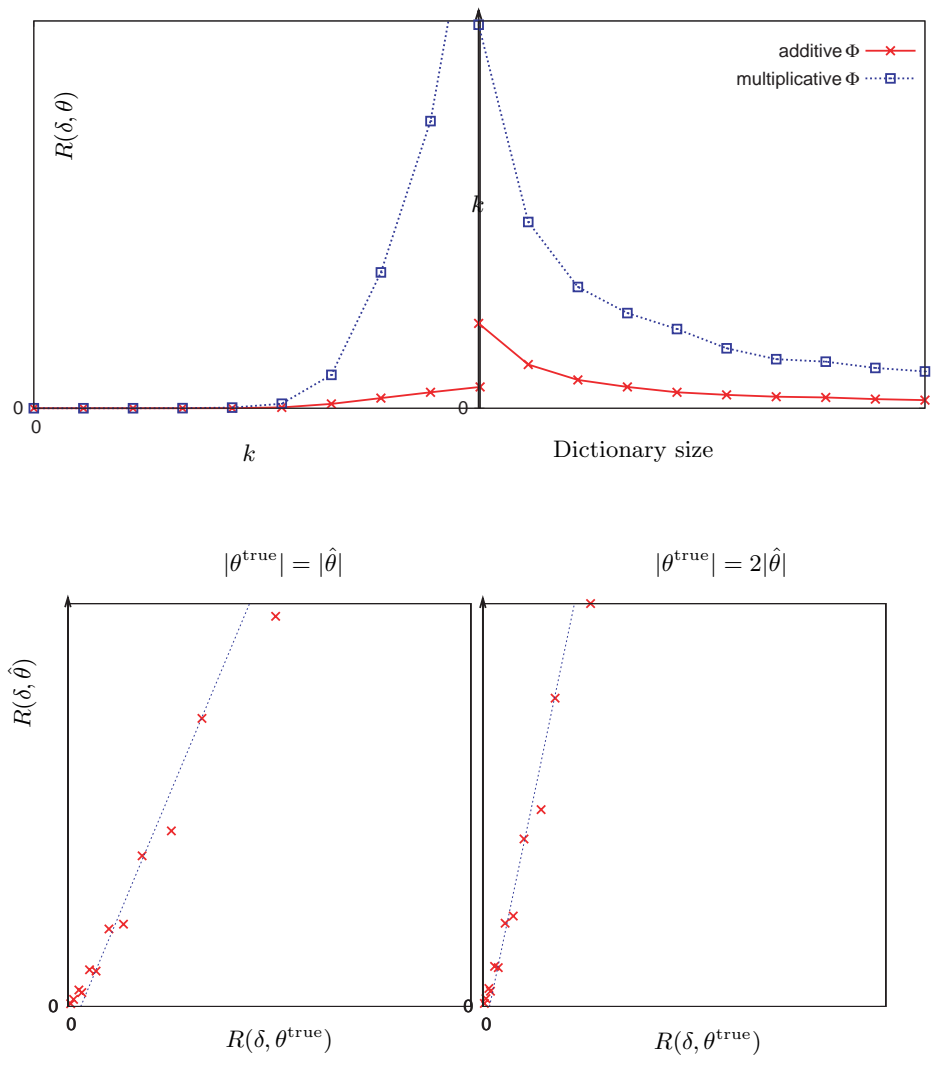 additive Φ
multiplicative Φ
R(δ, θ)
k
0
0
0
k
Dictionary size
|θ^true| = |θ̂|
|θ^true| = 2|θ̂|
R(δ, θ̂)
0
0
0
0
R(δ, θ^true)
R(δ, θ^true)